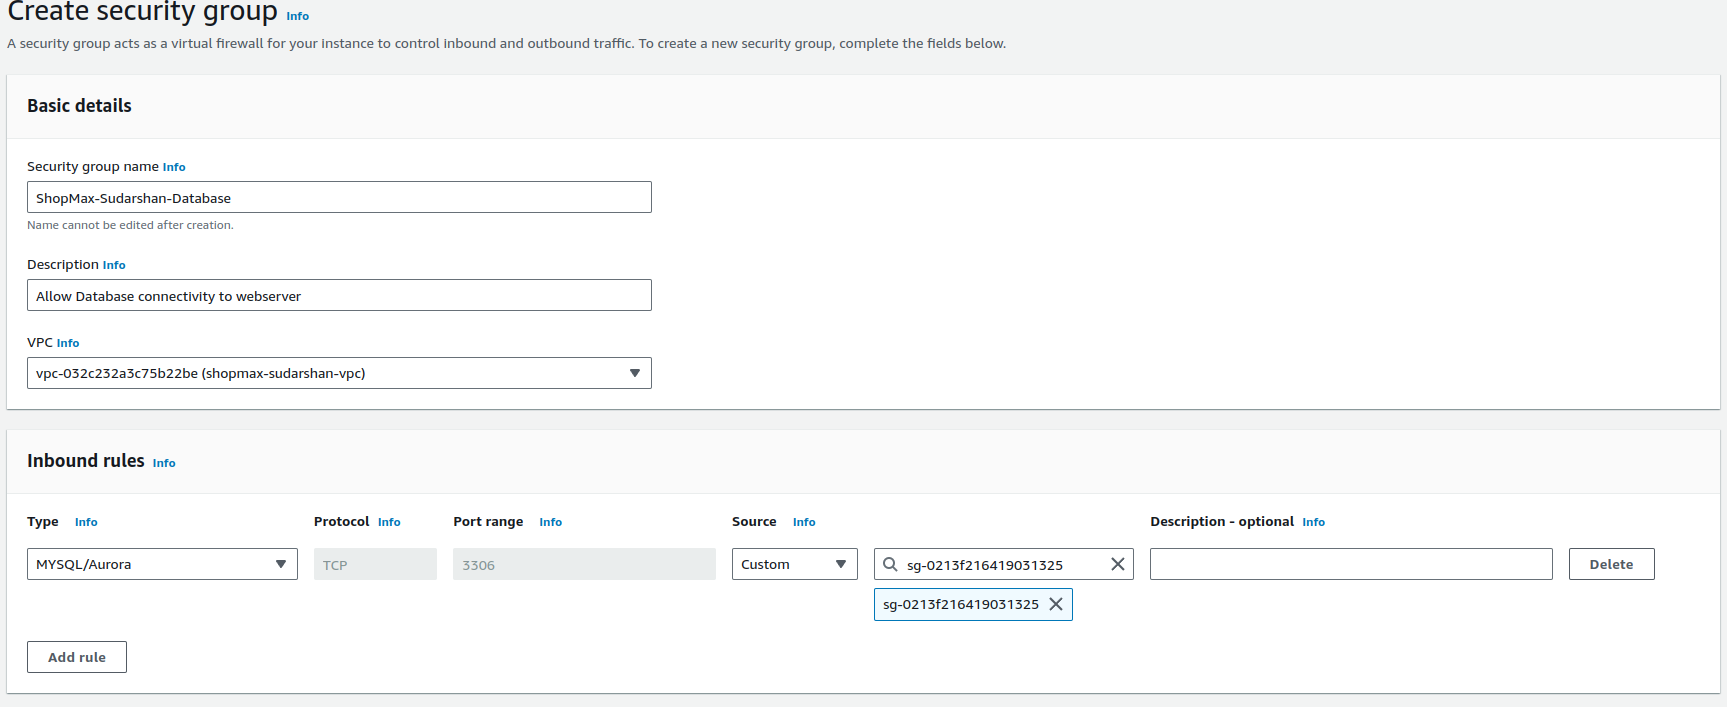 Create security group Info
A security group acts as a virtual firewall for your instance to control inbound and outbound traffic. To create a new security group, complete the fields below.
Basic details
Security group name Info
ShopMax-Sudarshan-Database
Name cannot be edited after creation.
Description Info
Allow Database connectivity to webserver
VPC Info
vpc-032c232a3c75b22be (shopmax-sudarshan-vpc)
Inbound rules Info
Type Info Protocol Info Port range Info Source Info Description - optional Info
MYSQL/Aurora TCP 3306 Custom sg-0213f216419031325 Delete
sg-0213f216419031325
Add rule